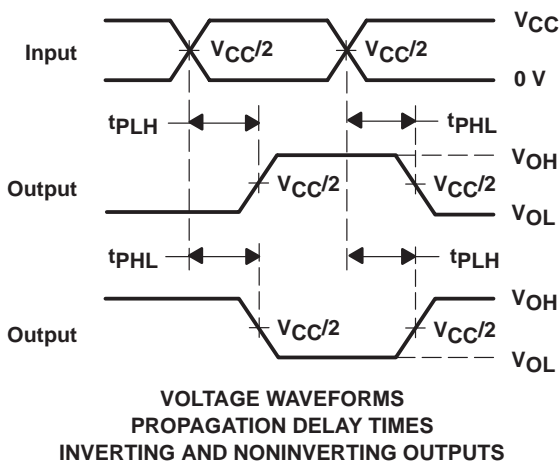 VCC
Input VCC/2 VCC/2
0 V
tPLH tPHL
VOH
Output VCC/2 VCC/2
VOL
tPHL tPLH
VOH
Output VCC/2 VCC/2
VOL
VOLTAGE WAVEFORMS
PROPAGATION DELAY TIMES
INVERTING AND NONINVERTING OUTPUTS